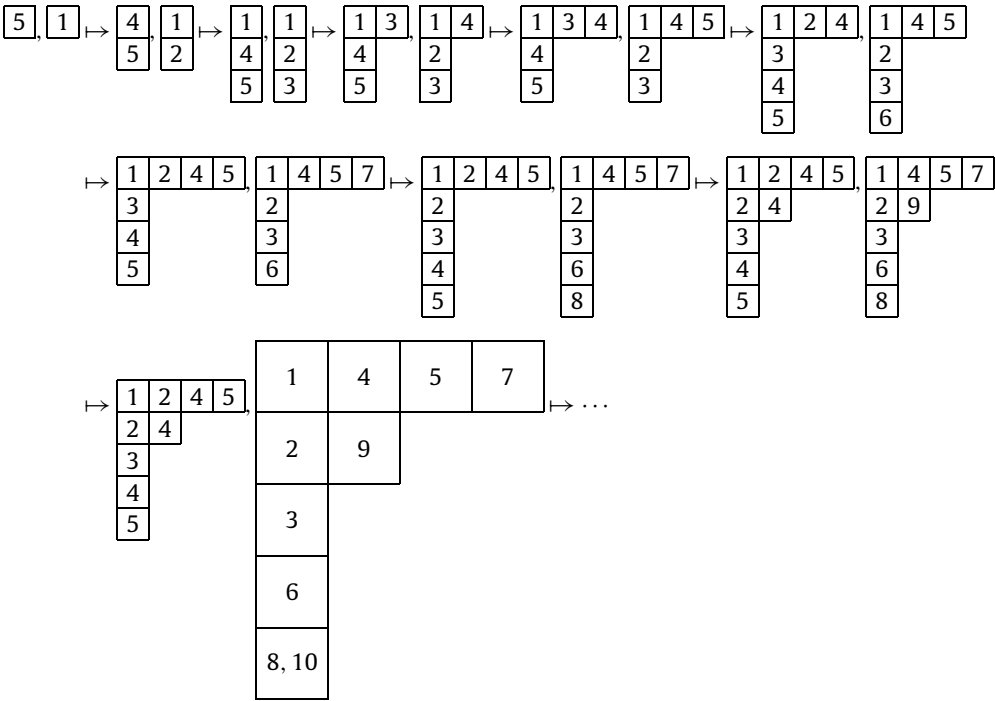 5 , 1 ↦ 4 , 1 ↦ 1 , 1 ↦ 1 3 , 1 4 ↦ 1 3 4 , 1 4 5 ↦ 1 2 4 , 1 4 5
5 2 4 2 4 2 4 2 3 2
5 3 5 3 5 3 4 3
5 6
↦ 1 2 4 5 , 1 4 5 7 ↦ 1 2 4 5 , 1 4 5 7 ↦ 1 2 4 5 , 1 4 5 7
3 2 2 2 2 4 2 9
4 3 3 3 3 3
5 6 4 6 4 6
5 8 5 8
1 4 5 7
↦ 1 2 4 5 , ↦ ⋯
2 4 2 9
3
4 3
5
6
8, 10